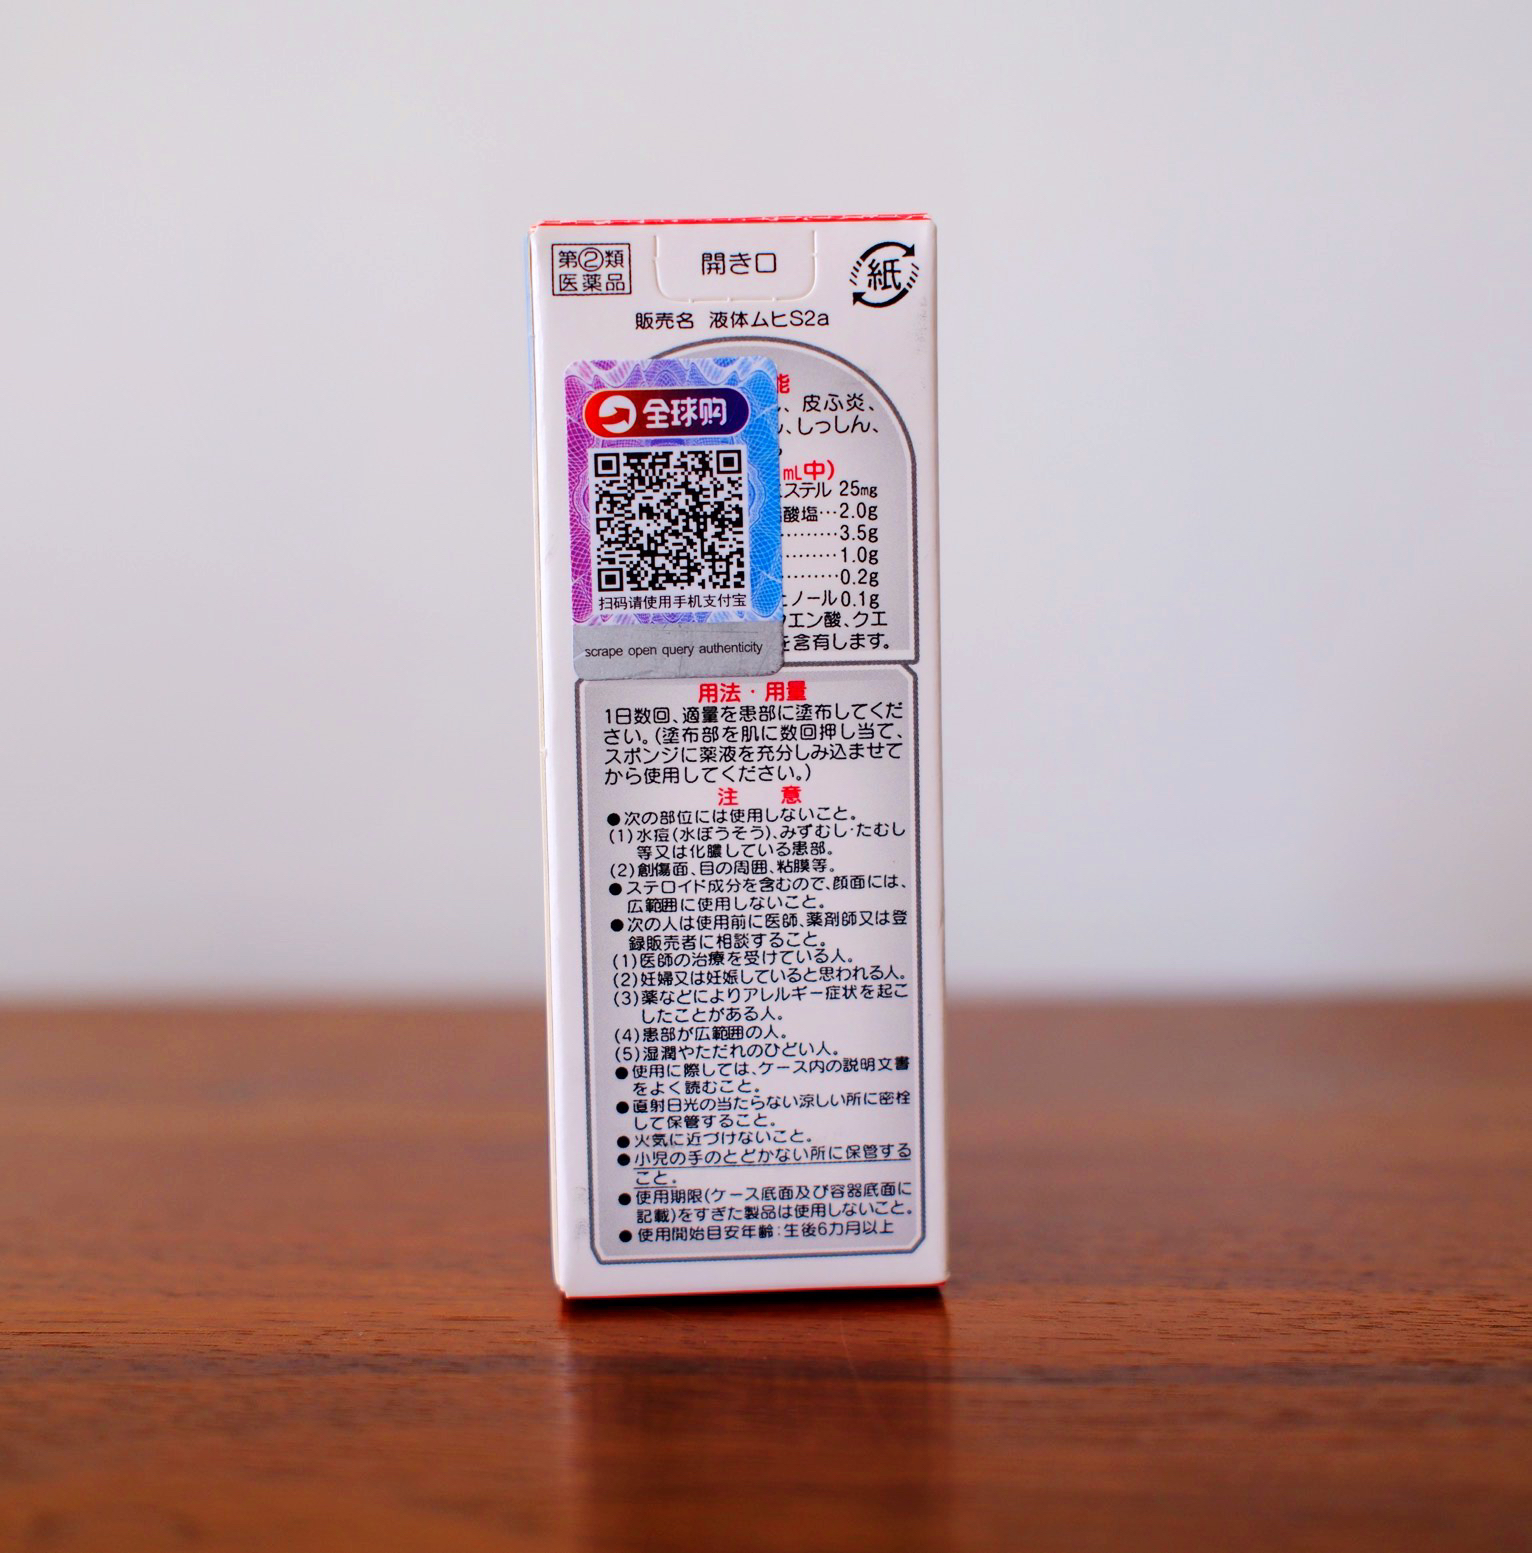 第②類
医薬品
開き口
紙
販売名 液体ムヒS2a
能
、皮ふ炎、
しっしん、
mL中)
ステル 25mg
酸塩…2.0g
………3.5g
………1.0g
………0.2g
ノール0.1g
エン酸、クエ
を含有します。
全球购
扫码请使用手机支付宝
scrape open query authenticity
用法・用量
1日数回、適量を患部に塗布してくだ
さい。(塗布部を肌に数回押し当て、
スポンジに薬液を充分しみ込ませて
から使用してください。)
注 意
●次の部位には使用しないこと。
(1)水痘(水ぼうそう)、みずむし・たむし
等又は化膿している患部。
(2)創傷面、目の周囲、粘膜等。
●ステロイド成分を含むので、顔面には、
広範囲に使用しないこと。
●次の人は使用前に医師、薬剤師又は登
録販売者に相談すること。
(1)医師の治療を受けている人。
(2)妊婦又は妊娠していると思われる人。
(3)薬などによりアレルギー症状を起こ
したことがある人。
(4)患部が広範囲の人。
(5)湿潤やただれのひどい人。
●使用に際しては、ケース内の説明文書
をよく読むこと。
●直射日光の当たらない涼しい所に密栓
して保管すること。
●火気に近づけないこと。
●小児の手のとどかない所に保管する
こと。
●使用期限(ケース底面及び容器底面に
記載)をすぎた製品は使用しないこと。
●使用開始目安年齢:生後6カ月以上